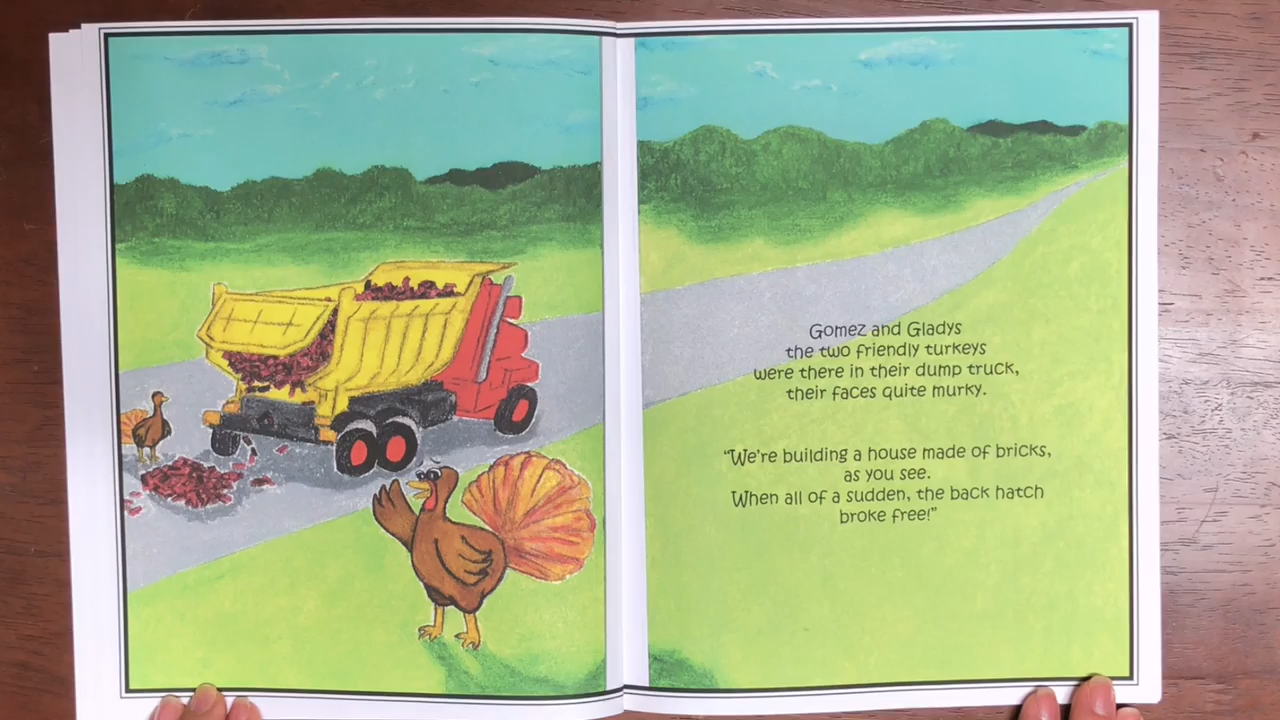 Gomez and Gladys
the two friendly turkeys
were there in their dump truck,
their faces quite murky.
“We’re building a house made of bricks,
as you see.
When all of a sudden, the back hatch
broke free!”